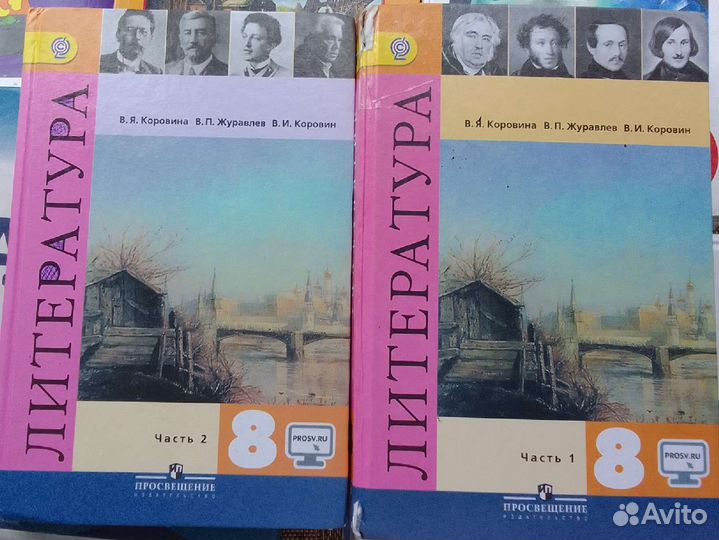 В.Я. Коровина В.П. Журавлев В.И. Коровин
ЛИТЕРАТУРА
Часть 2
8
PROSV.RU
ПРОСВЕЩЕНИЕ
ИЗДАТЕЛЬСТВО
В.Я. Коровина В.П. Журавлев В.И. Коровин
ЛИТЕРАТУРА
Часть 1
8
PROSV.RU
ПРОСВЕЩЕНИЕ
ИЗДАТЕЛЬСТВО
Avito